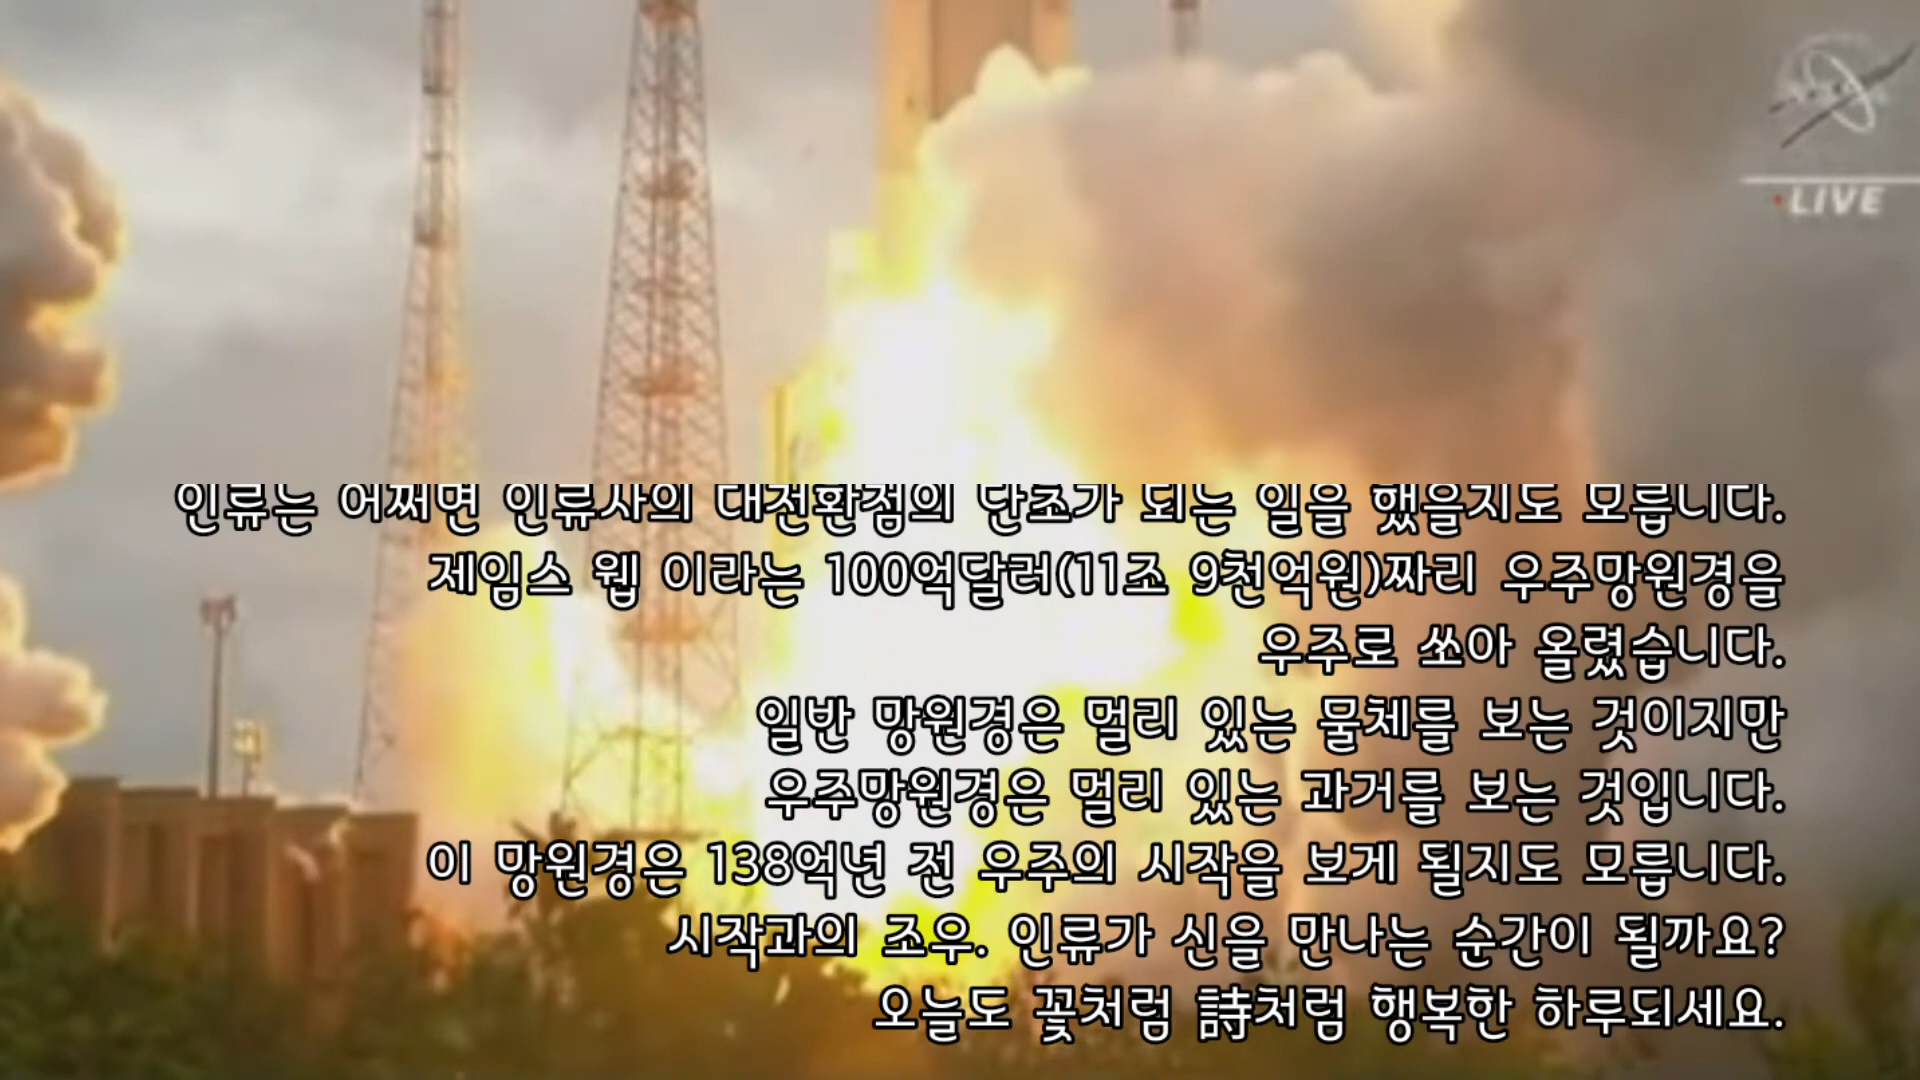 LIVE
인류는 어쩌면 인류사의 대전환점의 단초가 되는 일을 했을지도 모릅니다.
제임스 웹 이라는 100억달러(11조 9천억원)짜리 우주망원경을
우주로 쏘아 올렸습니다.
일반 망원경은 멀리 있는 물체를 보는 것이지만
우주망원경은 멀리 있는 과거를 보는 것입니다.
이 망원경은 138억년 전 우주의 시작을 보게 될지도 모릅니다.
시작과의 조우. 인류가 신을 만나는 순간이 될까요?
오늘도 꽃처럼 詩처럼 행복한 하루되세요.